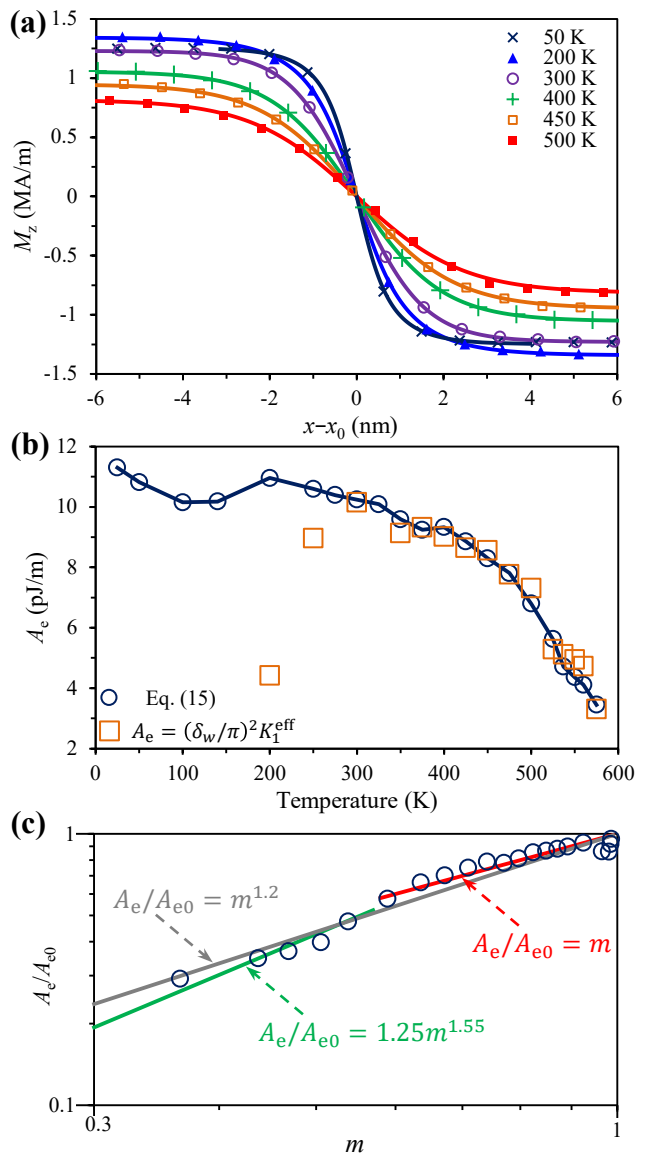 (a)
1.5
1
0.5
0
-0.5
-1
-1.5
M_z (MA/m)
50 K
200 K
300 K
400 K
450 K
500 K
-6 -4 -2 0 2 4 6
x−x_0 (nm)
(b)
12
10
8
6
4
2
A_e (pJ/m)
Eq. (15)
A_e = (δ_w/π)^2 K_1^eff
0 100 200 300 400 500 600
Temperature (K)
(c)
1
0.1
A_e/A_e0
A_e/A_e0 = m^1.2
A_e/A_e0 = m
A_e/A_e0 = 1.25m^1.55
0.3 1
m